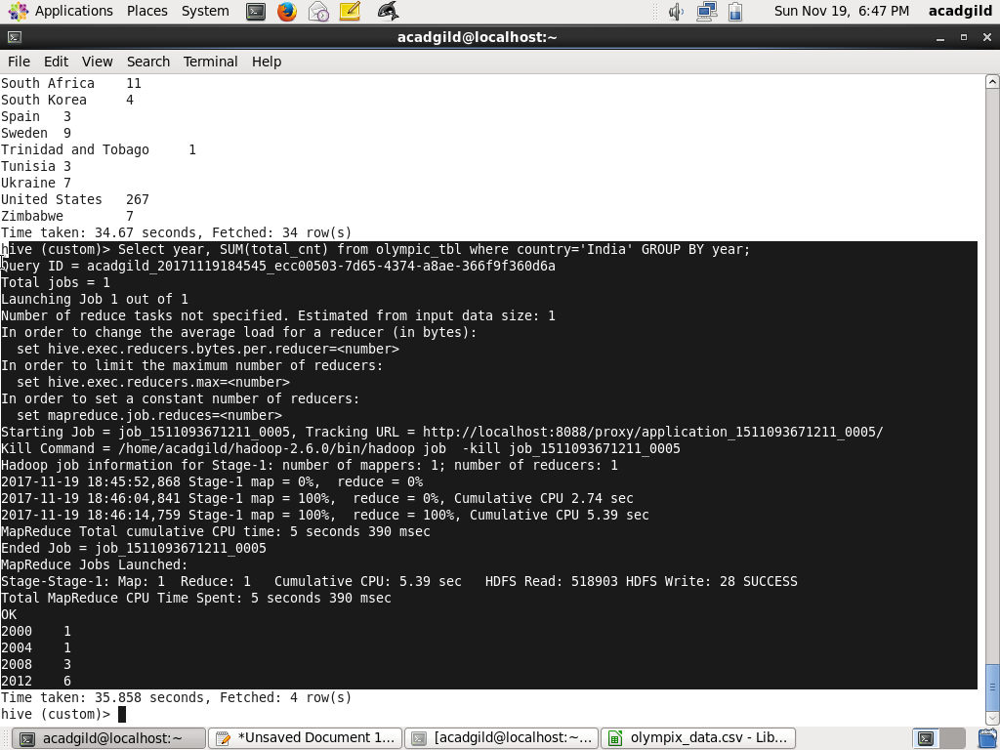 Applications Places System Sun Nov 19, 6:47 PM acadgild
acadgild@localhost:~
File Edit View Search Terminal Help
South Africa 11
South Korea 4
Spain 3
Sweden 9
Trinidad and Tobago 1
Tunisia 3
Ukraine 7
United States 267
Zimbabwe 7
Time taken: 34.67 seconds, Fetched: 34 row(s)
hive (custom)> Select year, SUM(total_cnt) from olympic_tbl where country='India' GROUP BY year;
Query ID = acadgild_20171119184545_ecc00503-7d65-4374-a8ae-366f9f360d6a
Total jobs = 1
Launching Job 1 out of 1
Number of reduce tasks not specified. Estimated from input data size: 1
In order to change the average load for a reducer (in bytes):
  set hive.exec.reducers.bytes.per.reducer=<number>
In order to limit the maximum number of reducers:
  set hive.exec.reducers.max=<number>
In order to set a constant number of reducers:
  set mapreduce.job.reduces=<number>
Starting Job = job_1511093671211_0005, Tracking URL = http://localhost:8088/proxy/application_1511093671211_0005/
Kill Command = /home/acadgild/hadoop-2.6.0/bin/hadoop job  -kill job_1511093671211_0005
Hadoop job information for Stage-1: number of mappers: 1; number of reducers: 1
2017-11-19 18:45:52,868 Stage-1 map = 0%,  reduce = 0%
2017-11-19 18:46:04,841 Stage-1 map = 100%,  reduce = 0%, Cumulative CPU 2.74 sec
2017-11-19 18:46:14,759 Stage-1 map = 100%,  reduce = 100%, Cumulative CPU 5.39 sec
MapReduce Total cumulative CPU time: 5 seconds 390 msec
Ended Job = job_1511093671211_0005
MapReduce Jobs Launched:
Stage-Stage-1: Map: 1  Reduce: 1   Cumulative CPU: 5.39 sec   HDFS Read: 518903 HDFS Write: 28 SUCCESS
Total MapReduce CPU Time Spent: 5 seconds 390 msec
OK
2000 1
2004 1
2008 3
2012 6
Time taken: 35.858 seconds, Fetched: 4 row(s)
hive (custom)>
acadgild@localhost:~ *Unsaved Document 1... [acadgild@localhost:~... olympix_data.csv - Lib...